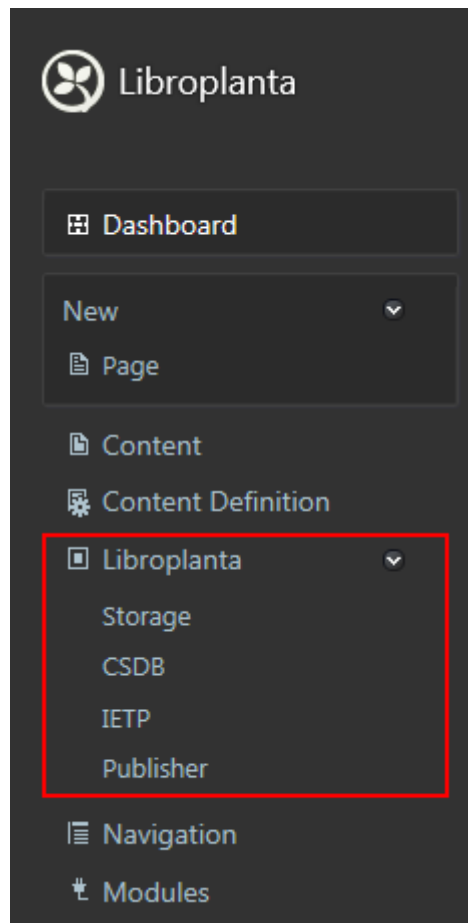 Libroplanta
Dashboard
New
Page
Content
Content Definition
Libroplanta
Storage
CSDB
IETP
Publisher
Navigation
Modules